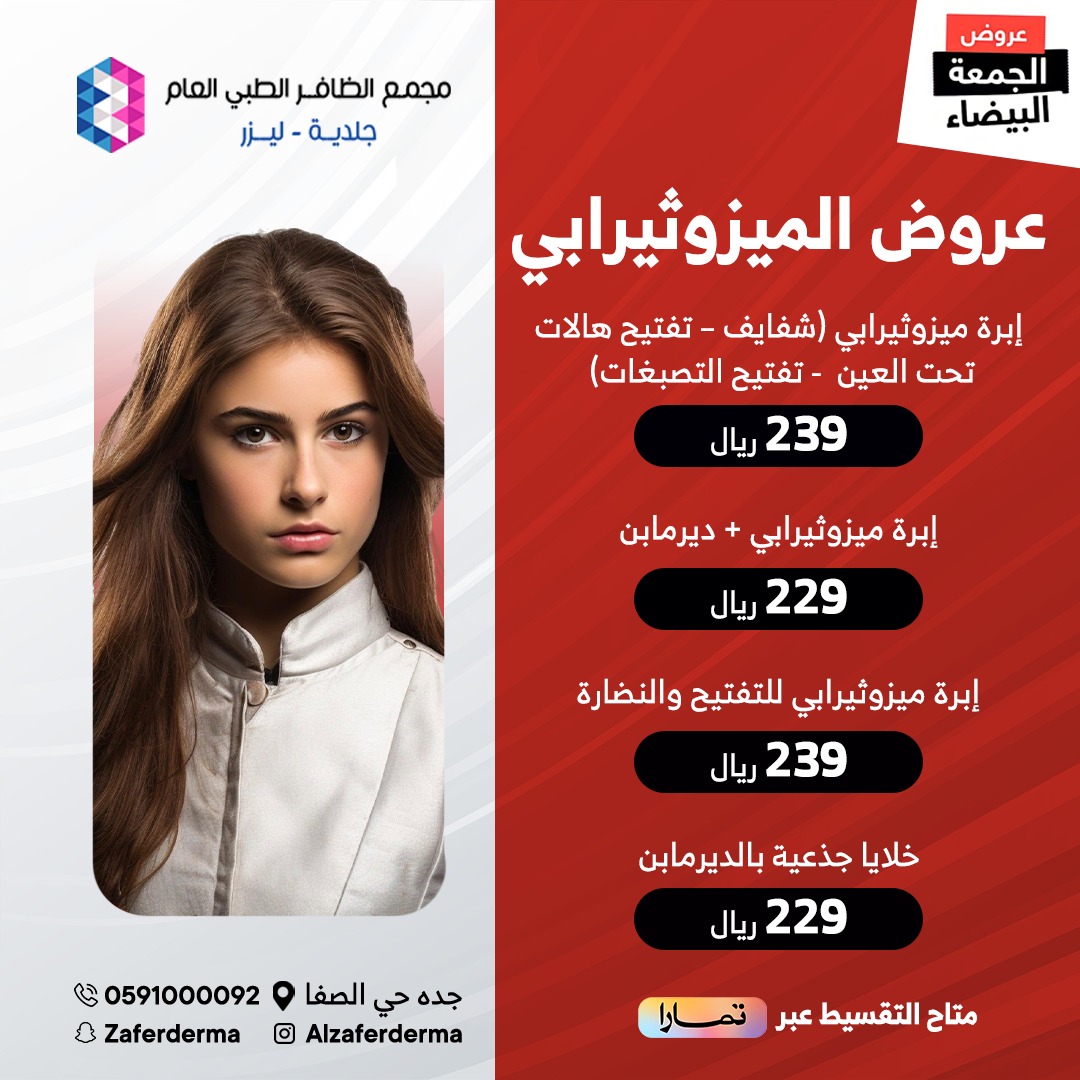 مجمع الظافر الطبي العام
جلدية - ليزر
عروض
الجمعة
البيضاء
عروض الميزوثيرابي
إبرة ميزوثيرابي (شفايف – تفتيح هالات
تحت العين - تفتيح التصبغات)
239 ريال
إبرة ميزوثيرابي + ديرمابن
229 ريال
إبرة ميزوثيرابي للتفتيح والنضارة
239 ريال
خلايا جذعية بالديرمابن
229 ريال
متاح التقسيط عبر تمارا
جده حي الصفا 0591000092
Zaferderma Alzaferderma